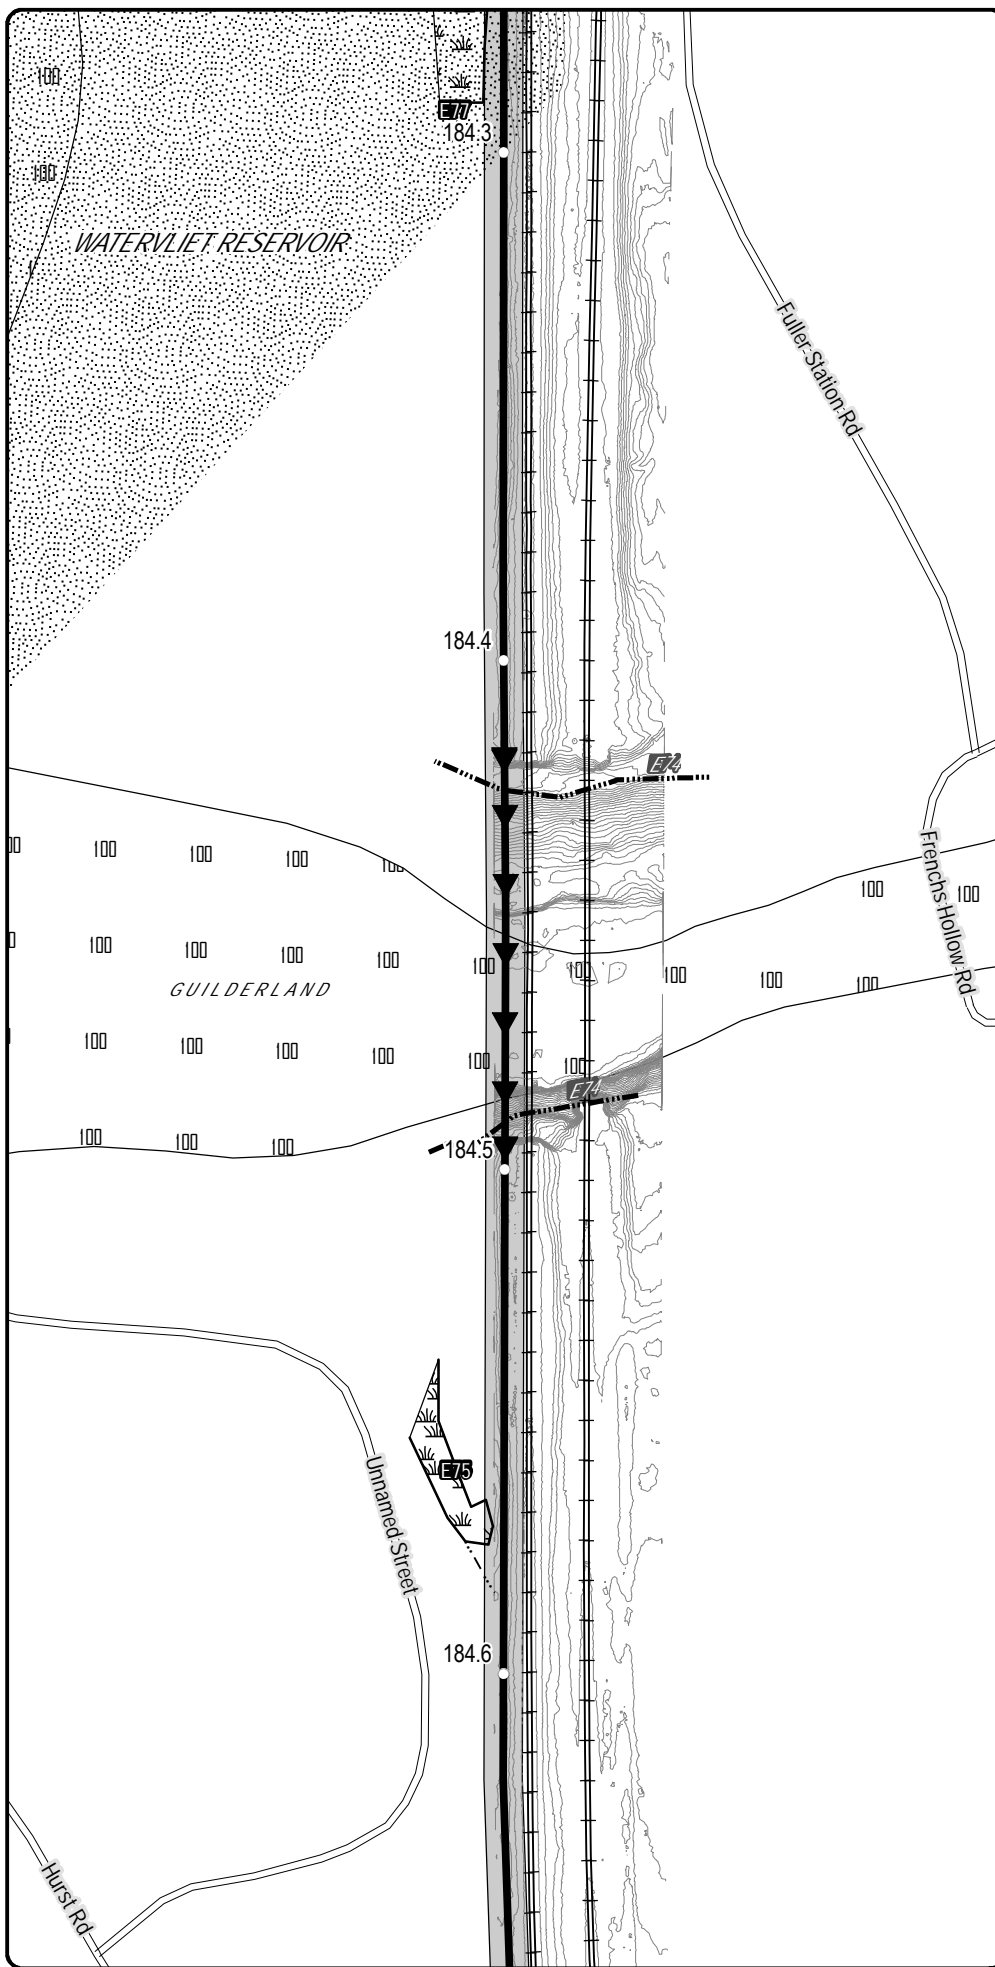 E77
184.3
100
100
WATERVLIET RESERVOIR
Fuller Station Rd
184.4
E74
100 100 100 100
100 100
Frenchs Hollow Rd
100 100 100 100 100 100 100 100 100
GUILDERLAND
100 100 100 100 100 100
E74
100 100 100
184.5
E75
Unnamed Street
184.6
Hurst Rd